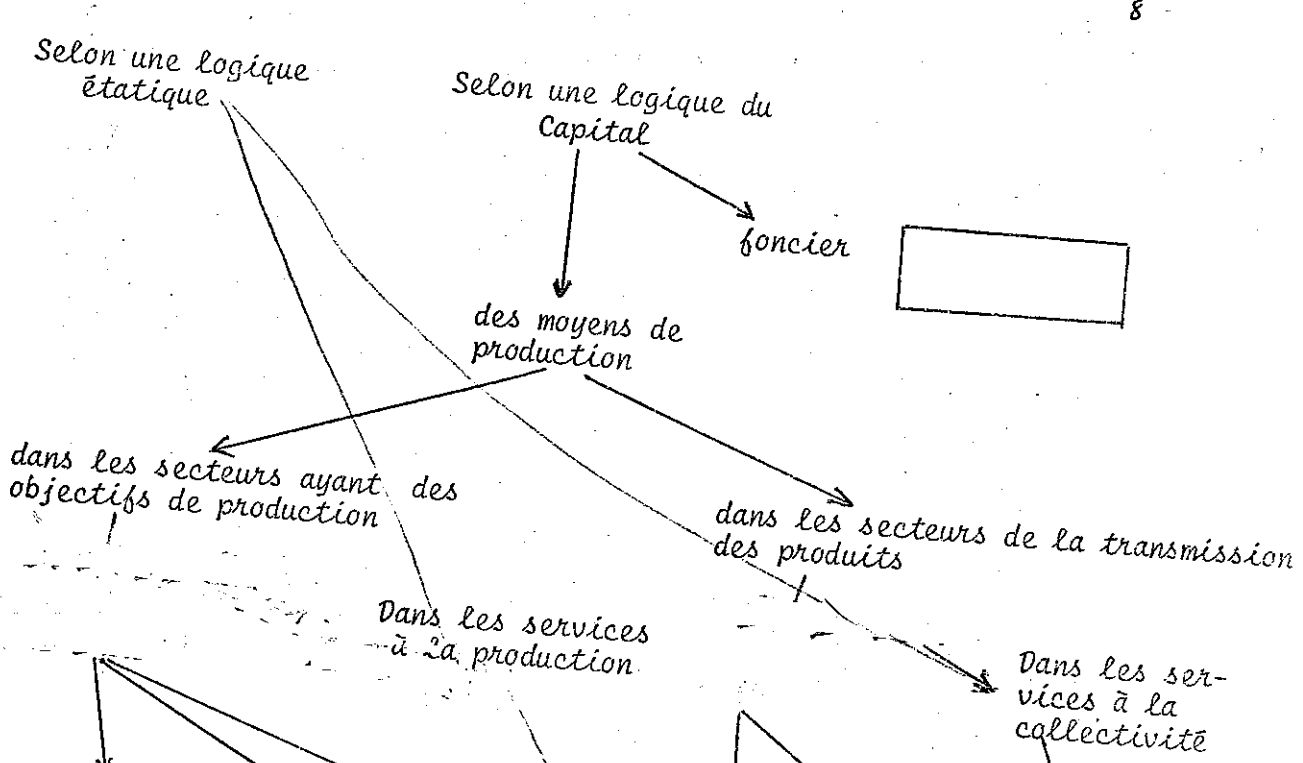 8
Selon une logique
étatique
Selon une logique du
Capital
foncier
des moyens de
production
dans les secteurs ayant des
objectifs de production
dans les secteurs de la transmission
des produits
Dans les services
à la production
Dans les ser-
vices à la
collectivité